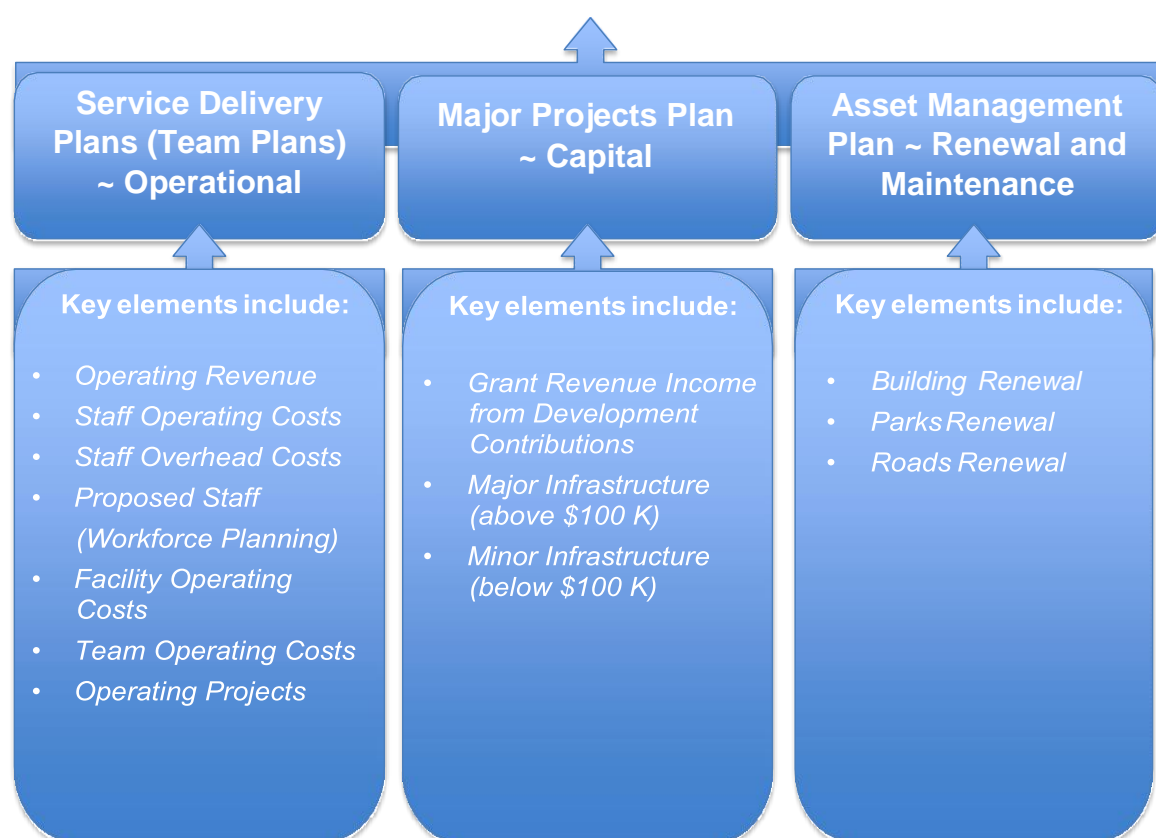 Service Delivery
Plans (Team Plans)
~ Operational
Major Projects Plan
~ Capital
Asset Management
Plan ~ Renewal and
Maintenance
Key elements include:
• Operating Revenue
• Staff Operating Costs
• Staff Overhead Costs
• Proposed Staff
(Workforce Planning)
• Facility Operating
Costs
• Team Operating Costs
• Operating Projects
Key elements include:
• Grant Revenue Income
from Development
Contributions
• Major Infrastructure
(above $100 K)
• Minor Infrastructure
(below $100 K)
Key elements include:
• Building Renewal
• Parks Renewal
• Roads Renewal